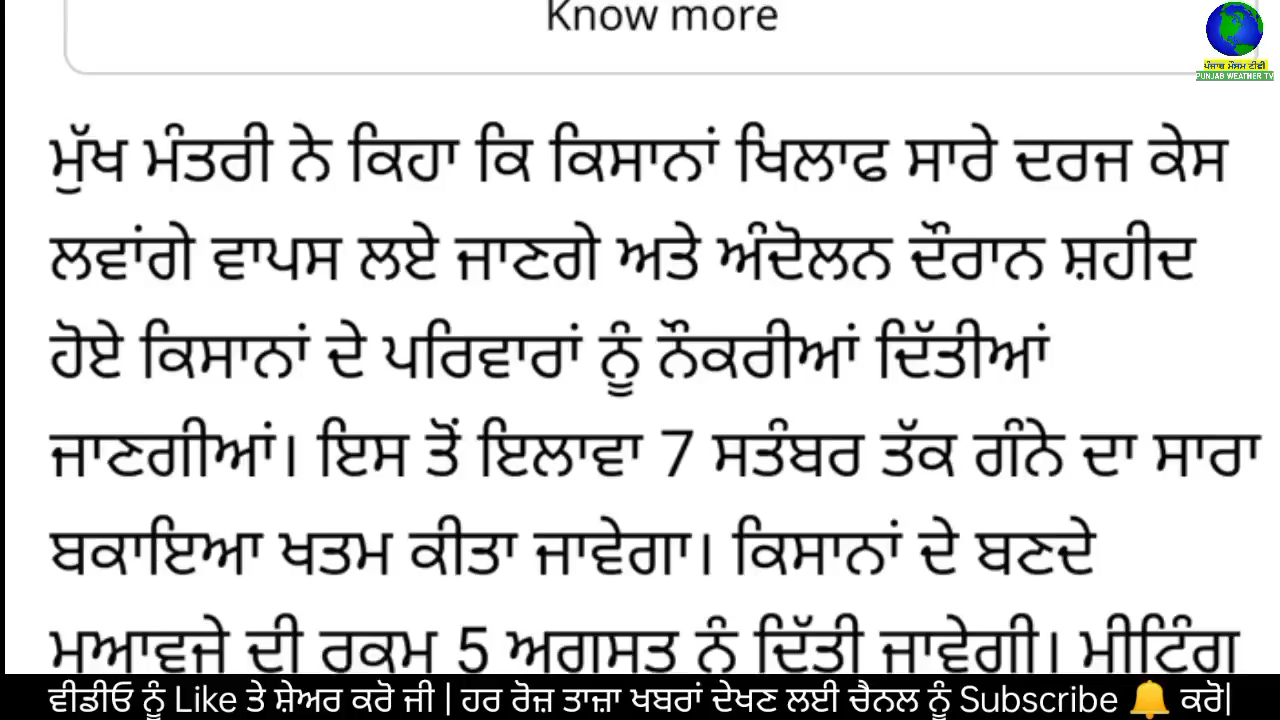 Know more
ਪੰਜਾਬ ਮੌਸਮ ਟੀਵੀ
PUNJAB WEATHER TV
ਮੁੱਖ ਮੰਤਰੀ ਨੇ ਕਿਹਾ ਕਿ ਕਿਸਾਨਾਂ ਖਿਲਾਫ ਸਾਰੇ ਦਰਜ ਕੇਸ
ਲਵਾਂਗੇ ਵਾਪਸ ਲਏ ਜਾਣਗੇ ਅਤੇ ਅੰਦੋਲਨ ਦੌਰਾਨ ਸ਼ਹੀਦ
ਹੋਏ ਕਿਸਾਨਾਂ ਦੇ ਪਰਿਵਾਰਾਂ ਨੂੰ ਨੌਕਰੀਆਂ ਦਿੱਤੀਆਂ
ਜਾਣਗੀਆਂ। ਇਸ ਤੋਂ ਇਲਾਵਾ 7 ਸਤੰਬਰ ਤੱਕ ਗੰਨੇ ਦਾ ਸਾਰਾ
ਬਕਾਇਆ ਖਤਮ ਕੀਤਾ ਜਾਵੇਗਾ। ਕਿਸਾਨਾਂ ਦੇ ਬਣਦੇ
ਮੁਆਵਜੇ ਦੀ ਰਕਮ 5 ਅਗਸਤ ਨੂੰ ਦਿੱਤੀ ਜਾਵੇਗੀ। ਮੀਟਿੰਗ
ਵੀਡੀਓ ਨੂੰ Like ਤੇ ਸ਼ੇਅਰ ਕਰੋ ਜੀ | ਹਰ ਰੋਜ਼ ਤਾਜ਼ਾ ਖਬਰਾਂ ਦੇਖਣ ਲਈ ਚੈਨਲ ਨੂੰ Subscribe 🔔 ਕਰੋ|